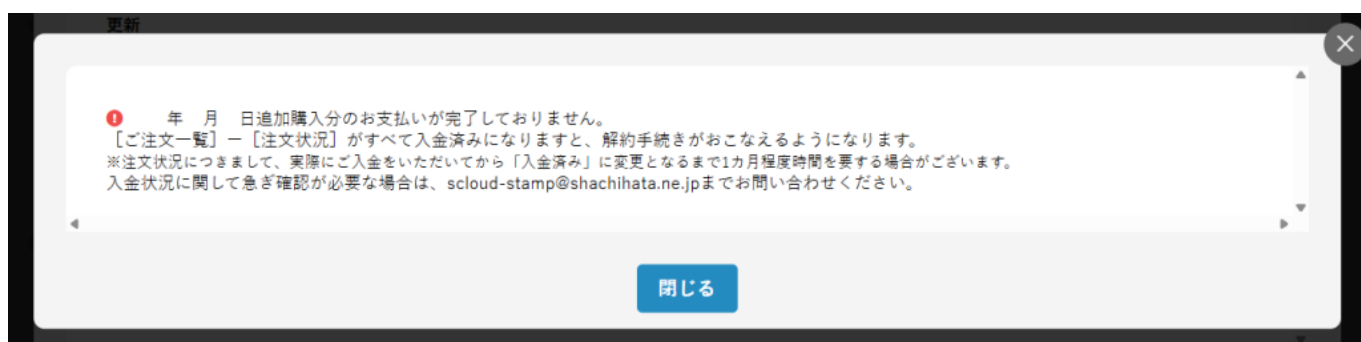 更新
年 月 日追加購入分のお支払いが完了しておりません。
［ご注文一覧］ー［注文状況］がすべて入金済みになりますと、解約手続きがおこなえるようになります。
※注文状況につきまして、実際にご入金をいただいてから「入金済み」に変更となるまで1カ月程度時間を要する場合がございます。
入金状況に関して急ぎ確認が必要な場合は、scloud-stamp@shachihata.ne.jpまでお問い合わせください。
閉じる